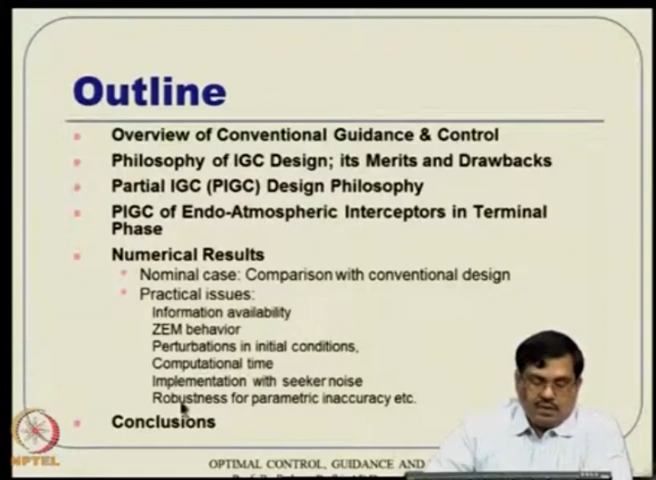 Outline
Overview of Conventional Guidance & Control
Philosophy of IGC Design; its Merits and Drawbacks
Partial IGC (PIGC) Design Philosophy
PIGC of Endo-Atmospheric Interceptors in Terminal
Phase
Numerical Results
Nominal case: Comparison with conventional design
Practical issues:
Information availability
ZEM behavior
Perturbations in initial conditions,
Computational time
Implementation with seeker noise
Robustness for parametric inaccuracy etc.
Conclusions
NPTEL
OPTIMAL CONTROL, GUIDANCE AND